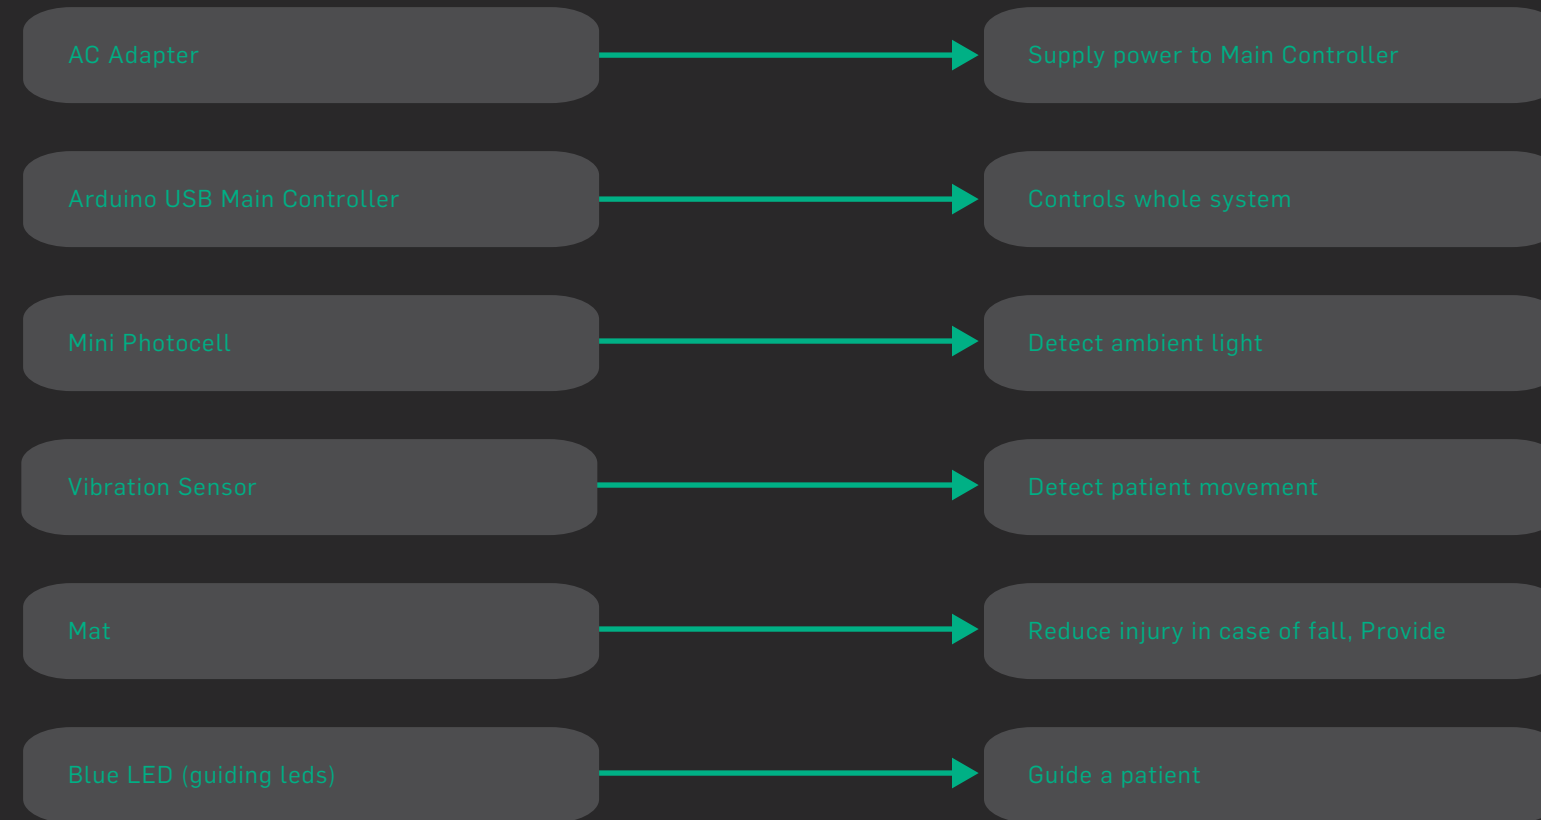 AC Adapter
Supply power to Main Controller
Arduino USB Main Controller
Controls whole system
Mini Photocell
Detect ambient light
Vibration Sensor
Detect patient movement
Mat
Reduce injury in case of fall, Provide
Blue LED (guiding leds)
Guide a patient